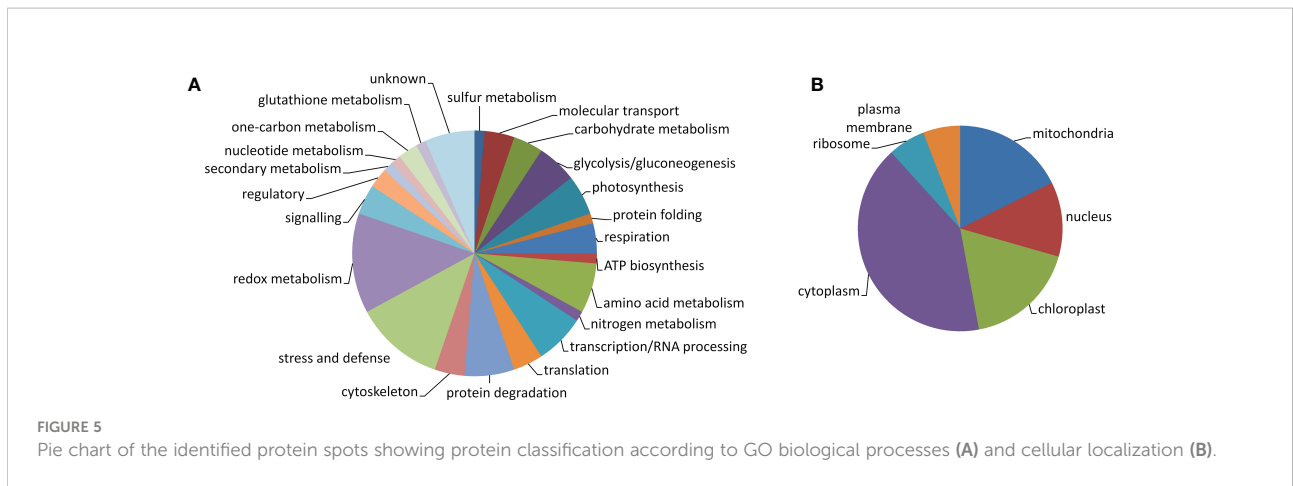 A
unknown
glutathione metabolism
one-carbon metabolism
nucleotide metabolism
secondary metabolism
regulatory
signalling
redox metabolism
stress and defense
cytoskeleton
sulfur metabolism
molecular transport
carbohydrate metabolism
glycolysis/gluconeogenesis
photosynthesis
protein folding
respiration
ATP biosynthesis
amino acid metabolism
nitrogen metabolism
transcription/RNA processing
translation
protein degradation
B
plasma
membrane
ribosome
cytoplasm
mitochondria
nucleus
chloroplast
FIGURE 5
Pie chart of the identified protein spots showing protein classification according to GO biological processes (A) and cellular localization (B).